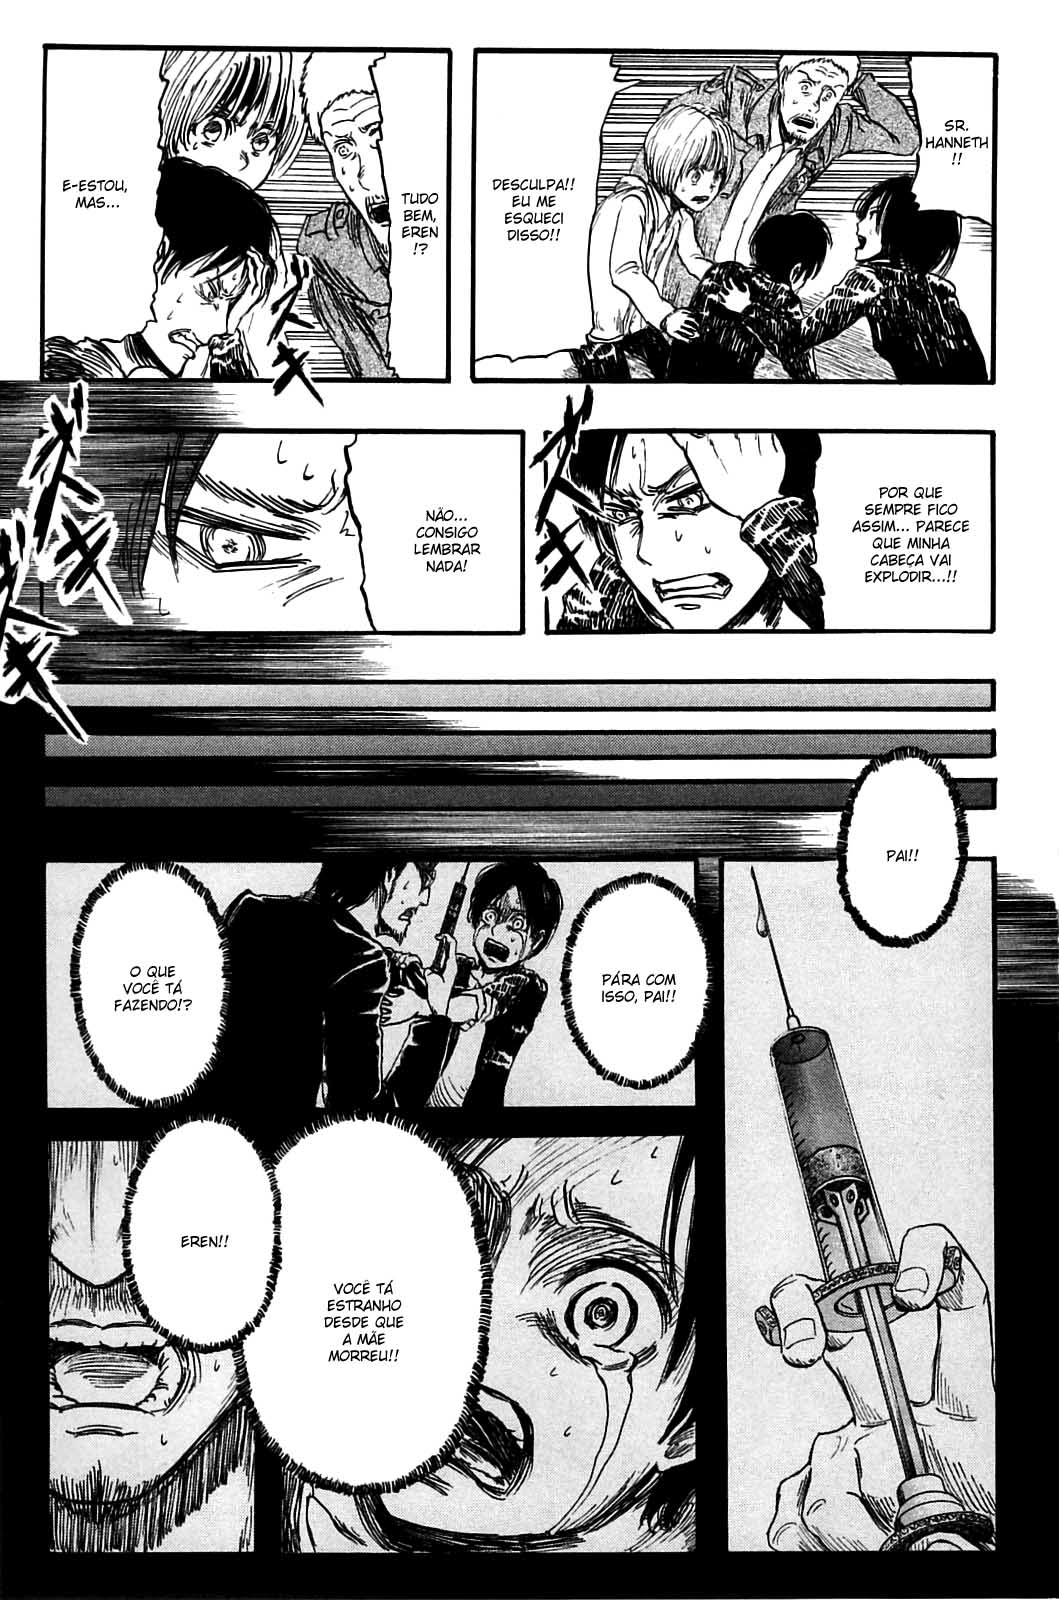 SR.
HANNETH
!!
DESCULPA!!
EU ME
ESQUECI
DISSO!!
TUDO
BEM,
EREN
!?
E-ESTOU,
MAS...
POR QUE
SEMPRE FICO
ASSIM... PARECE
QUE MINHA
CABEÇA VAI
EXPLODIR...!!
NÃO...
CONSIGO
LEMBRAR
NADA!
PAI!!
PÁRA COM
ISSO, PAI!!
O QUE
VOCÊ TÁ
FAZENDO!?
VOCÊ TÁ
ESTRANHO
DESDE QUE
A MÃE
MORREU!!
EREN!!